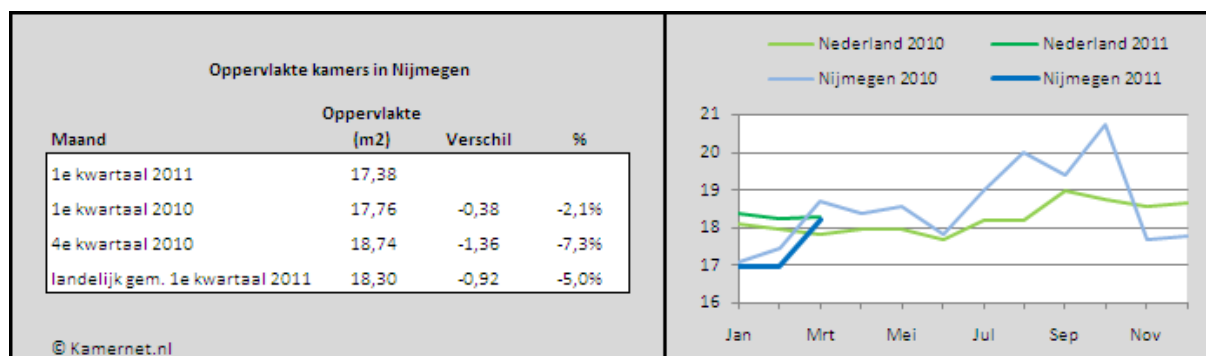 Oppervlakte kamers in Nijmegen
Oppervlakte
Maand (m2) Verschil %
1e kwartaal 2011 17,38
1e kwartaal 2010 17,76 -0,38 -2,1%
4e kwartaal 2010 18,74 -1,36 -7,3%
landelijk gem. 1e kwartaal 2011 18,30 -0,92 -5,0%
© Kamernet.nl
Nederland 2010 Nederland 2011
Nijmegen 2010 Nijmegen 2011
21
20
19
18
17
16
Jan Mrt Mei Jul Sep Nov